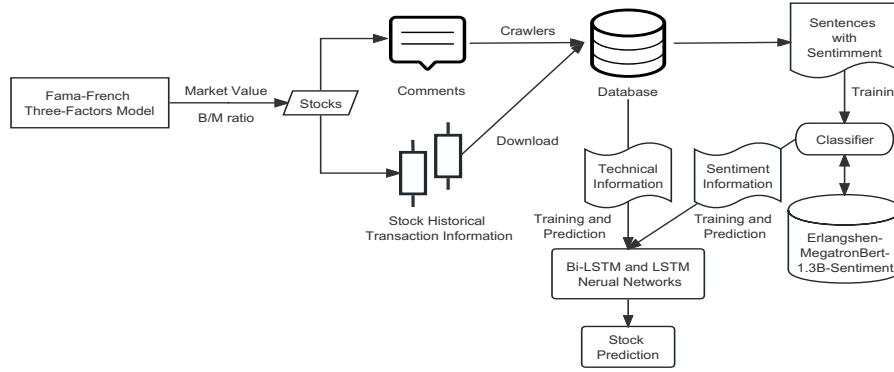 Fama-French
Three-Factors Model
Market Value
B/M ratio
Stocks
Comments
Crawlers
Download
Stock Historical
Transaction Information
Database
Sentences
with
Sentimment
Trainin
Classifier
Erlangshen-
MegatronBert-
1.3B-Sentiment
Technical
Information
Sentiment
Information
Training and
Prediction
Training and
Prediction
Bi-LSTM and LSTM
Nerual Networks
Stock
Prediction